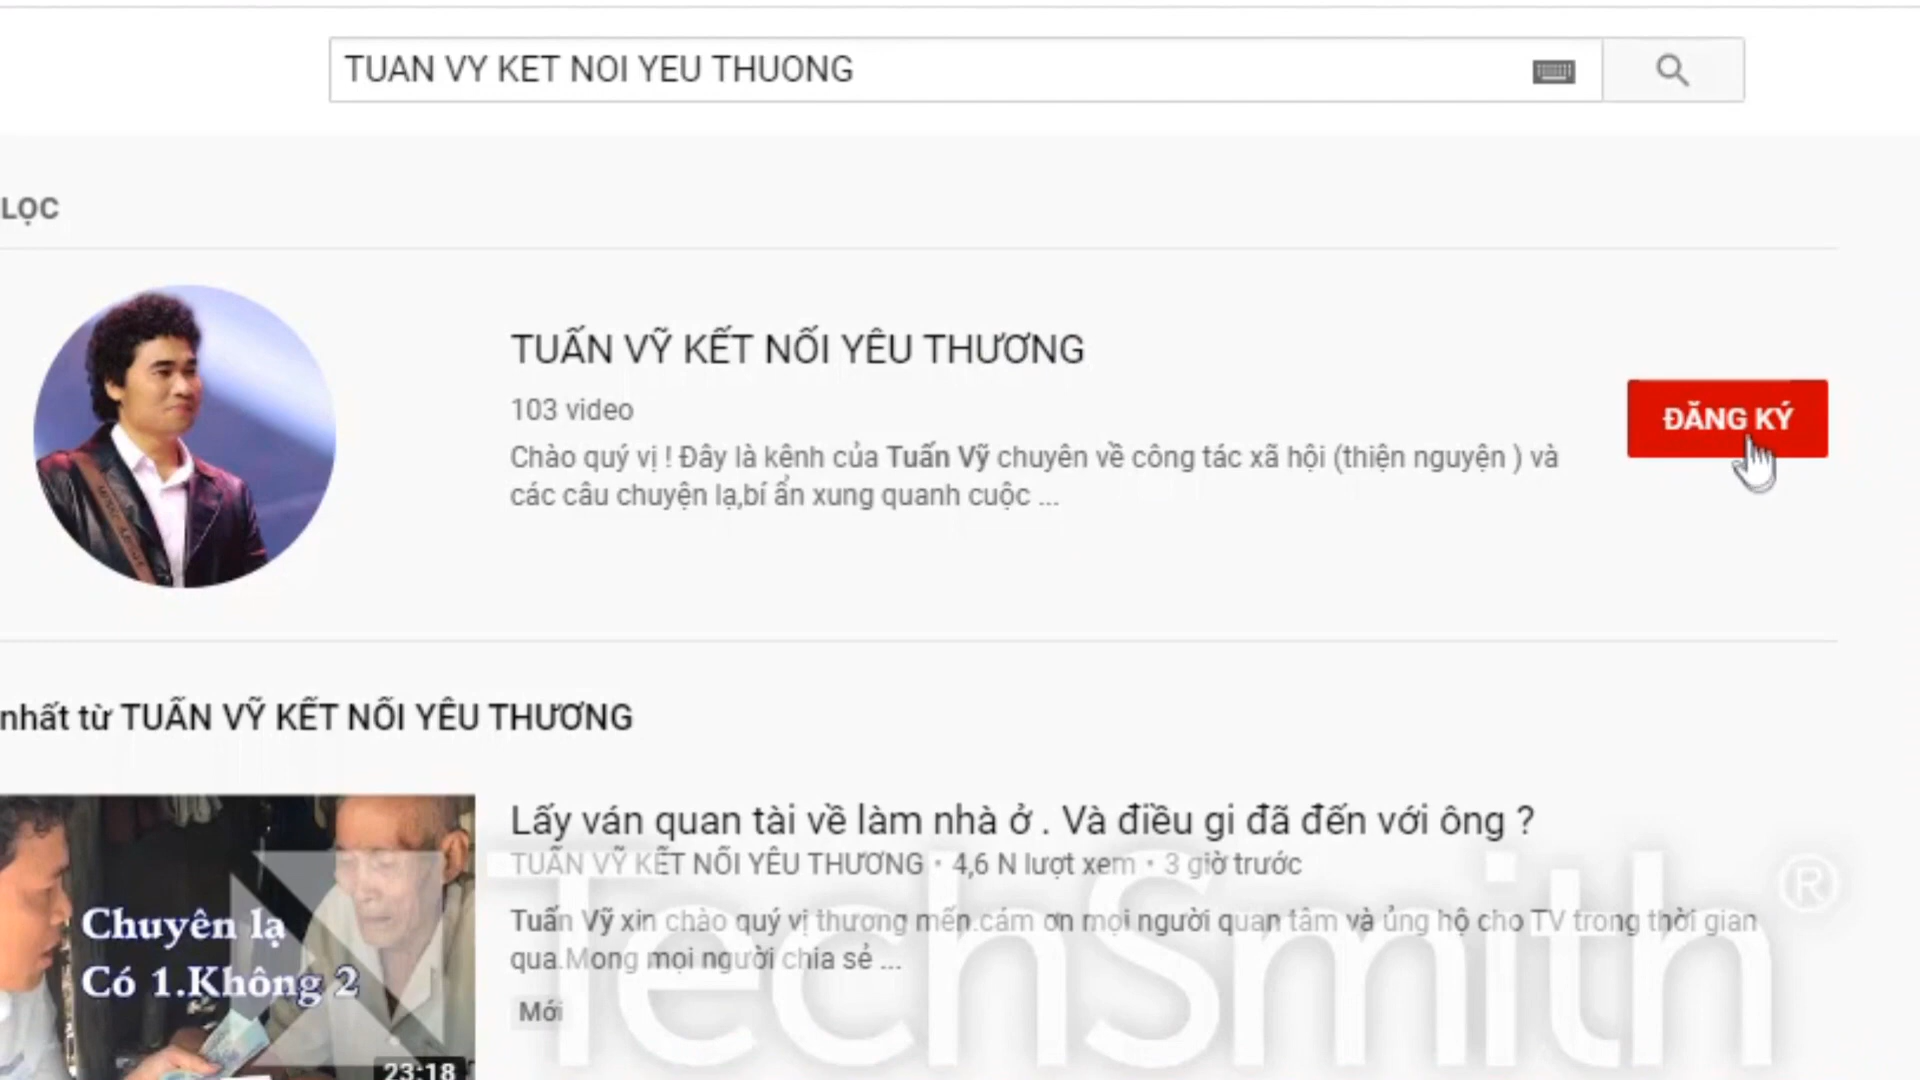 TUAN VY KET NOI YEU THUONG
LỌC
TUẤN VỸ KẾT NỐI YÊU THƯƠNG
103 video
ĐĂNG KÝ
Chào quý vị ! Đây là kênh của Tuấn Vỹ chuyên về công tác xã hội (thiện nguyện ) và
các câu chuyện lạ,bí ẩn xung quanh cuộc ...
nhất từ TUẤN VỸ KẾT NỐI YÊU THƯƠNG
Lấy ván quan tài về làm nhà ở . Và điều gi đã đến với ông ?
TUẤN VỸ KẾT NỐI YÊU THƯƠNG • 4,6 N lượt xem • 3 giờ trước
Tuấn Vỹ xin chào quý vị thương mến.cám ơn mọi người quan tâm và ủng hộ cho TV trong thời gian
qua.Mong mọi người chia sẻ ...
Mới
Chuyên lạ
Có 1.Không 2
23:18
TechSmith®